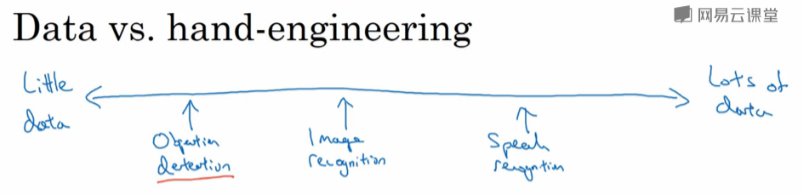 Data vs. hand-engineering
网易云课堂
Little
data
Lots of
data
Object
detection
Image
recognition
Speech
recognition